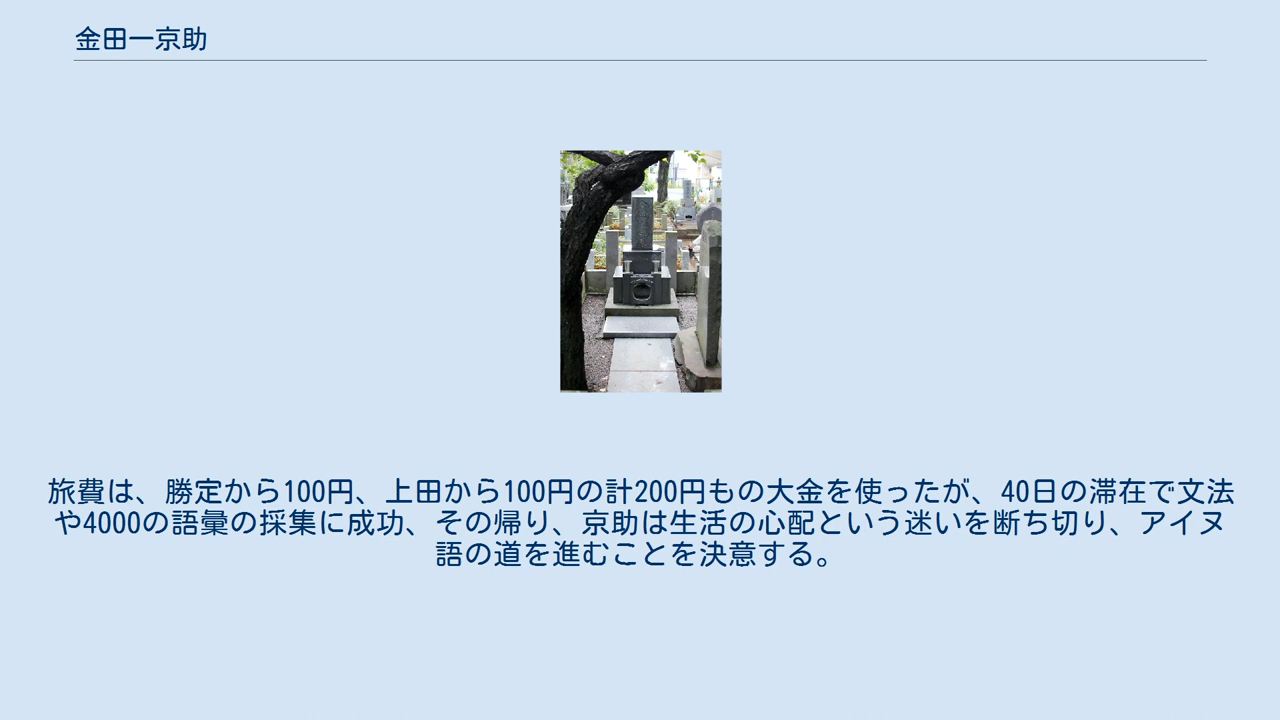 金田一京助
旅費は、勝定から100円、上田から100円の計200円もの大金を使ったが、40日の滞在で文法
や4000の語彙の採集に成功、その帰り、京助は生活の心配という迷いを断ち切り、アイヌ
語の道を進むことを決意する。